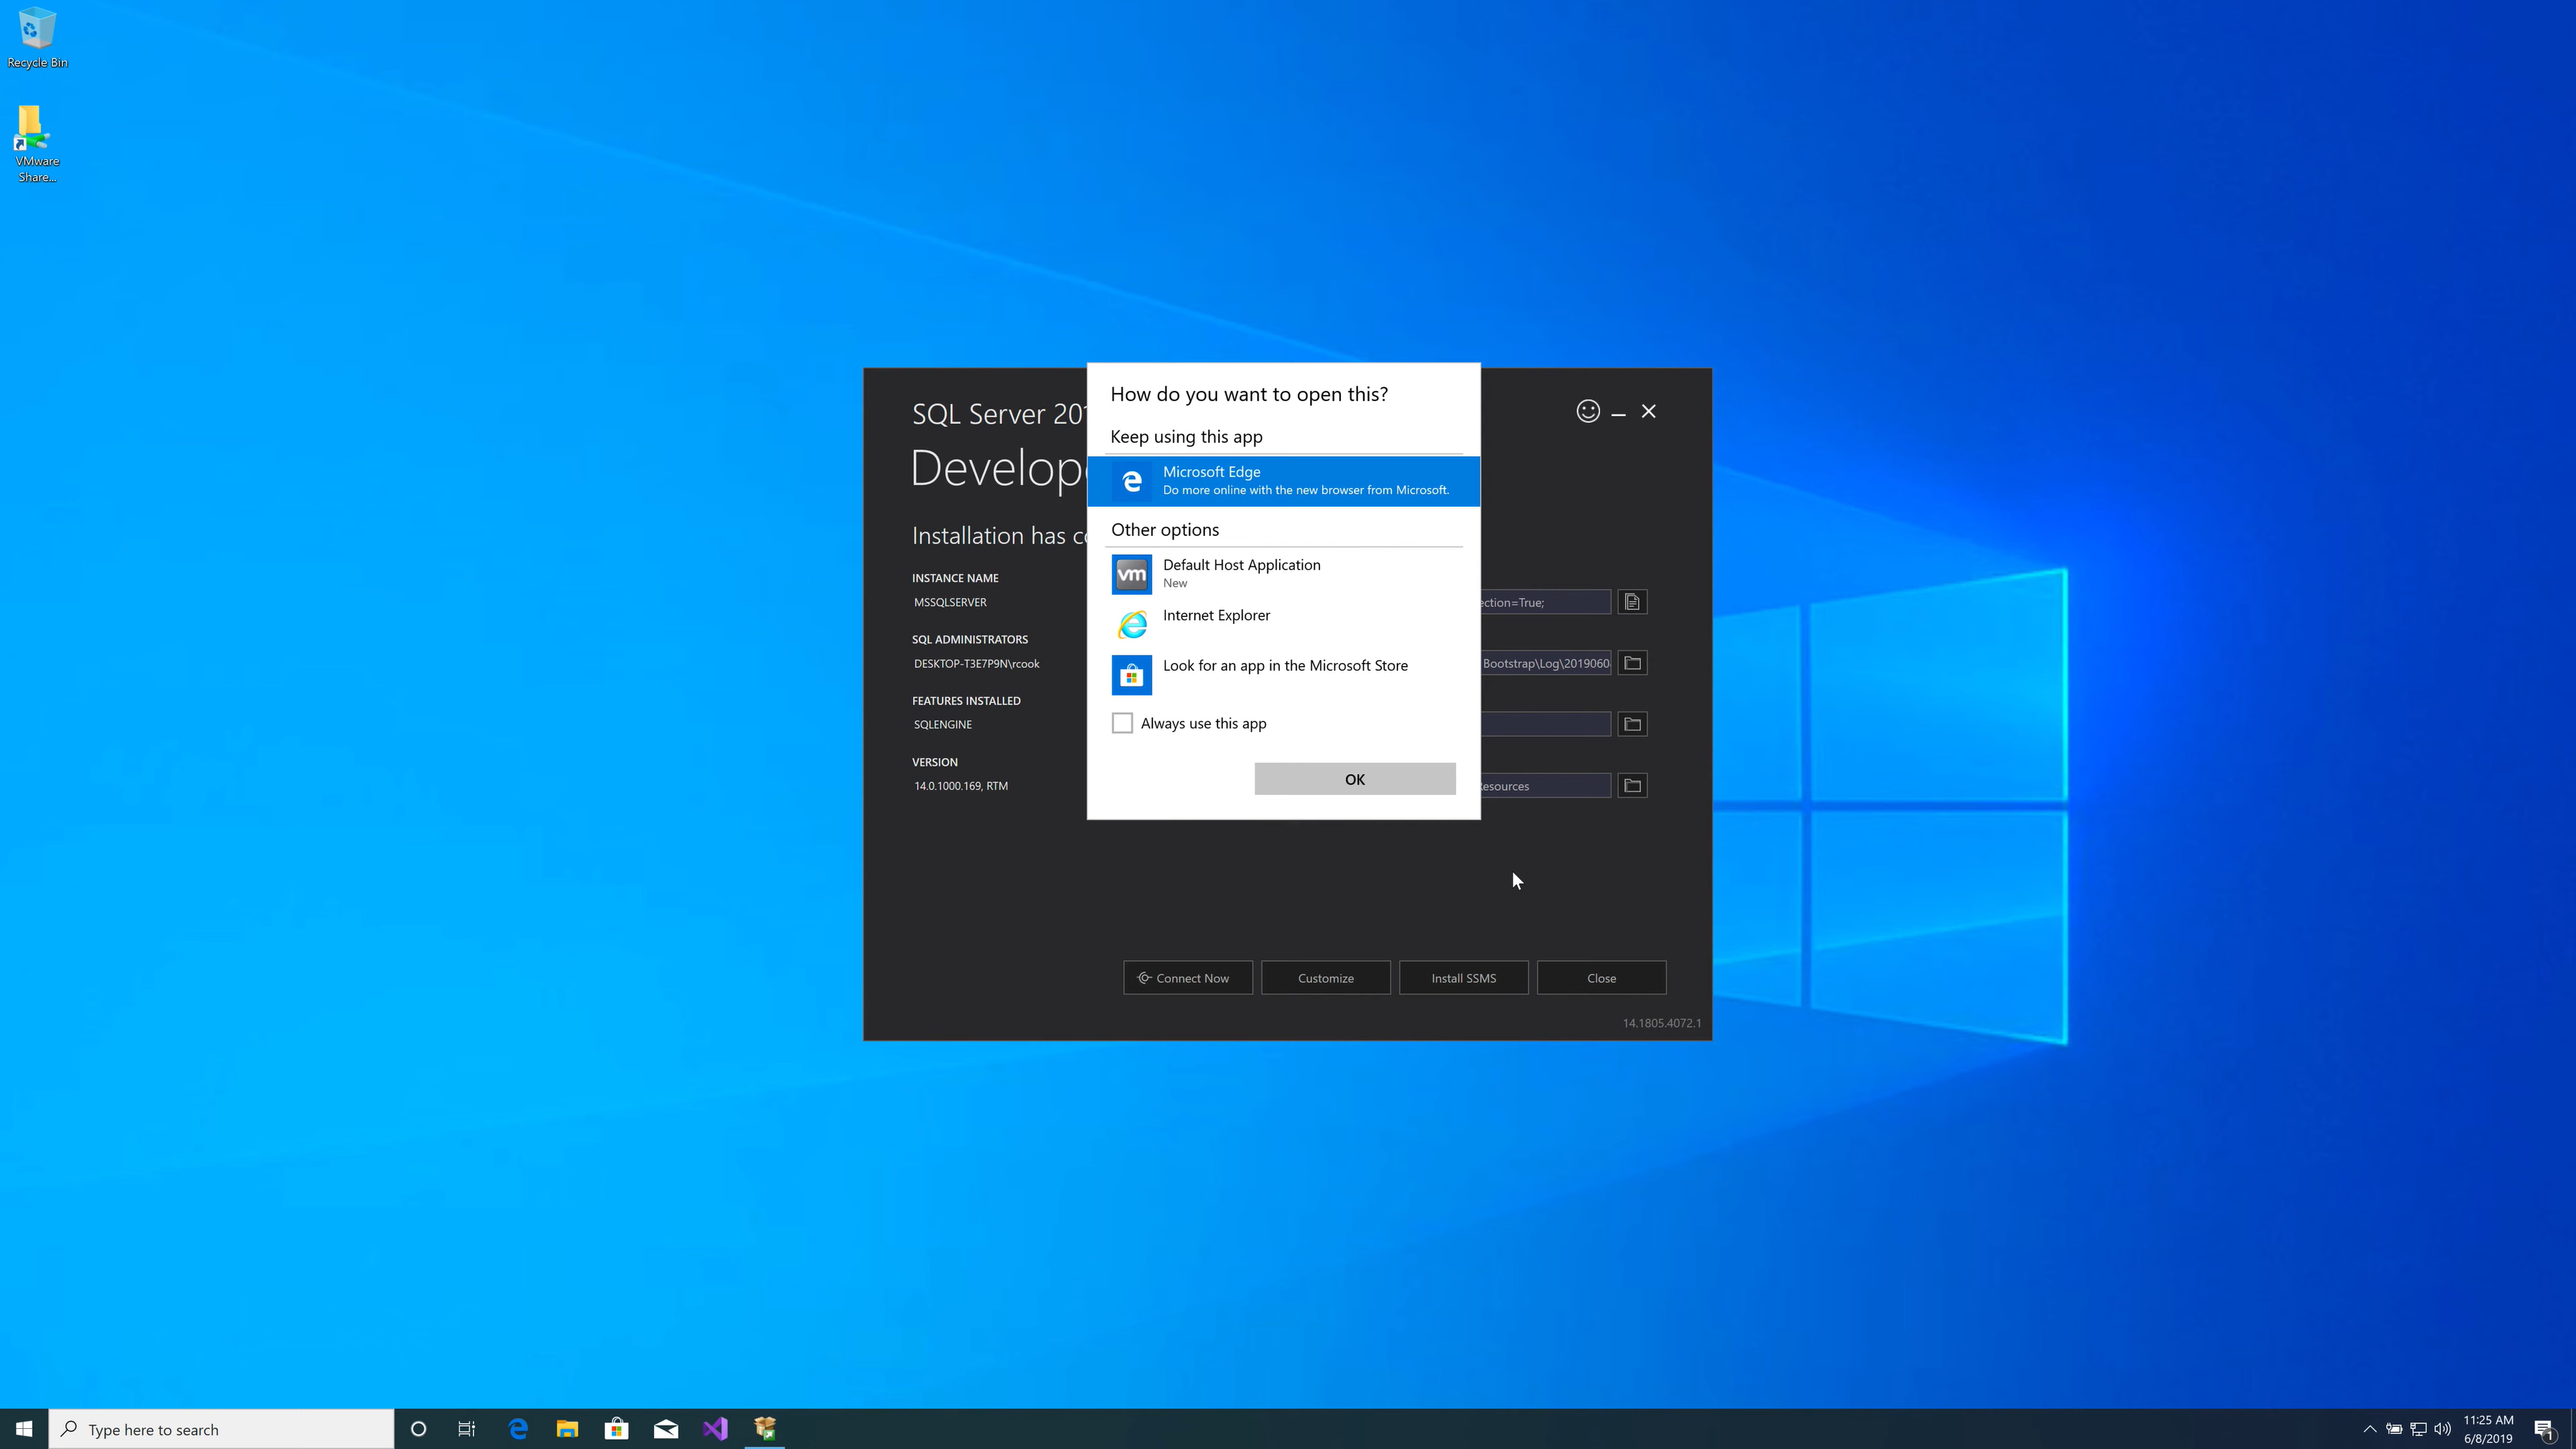 Recycle Bin
VMware
Share...
SQL Server 201
Develop
Installation has c
INSTANCE NAME
MSSQLSERVER
SQL ADMINISTRATORS
DESKTOP-T3E7P9N\rcook
FEATURES INSTALLED
SQLENGINE
VERSION
14.0.1000.169, RTM
How do you want to open this?
Keep using this app
Microsoft Edge
Do more online with the new browser from Microsoft.
Other options
vm
Default Host Application
New
Internet Explorer
Look for an app in the Microsoft Store
Always use this app
OK
ection=True;
Bootstrap\Log\2019060
esources
Connect Now
Customize
Install SSMS
Close
14.1805.4072.1
Type here to search
11:25 AM
6/8/2019
1